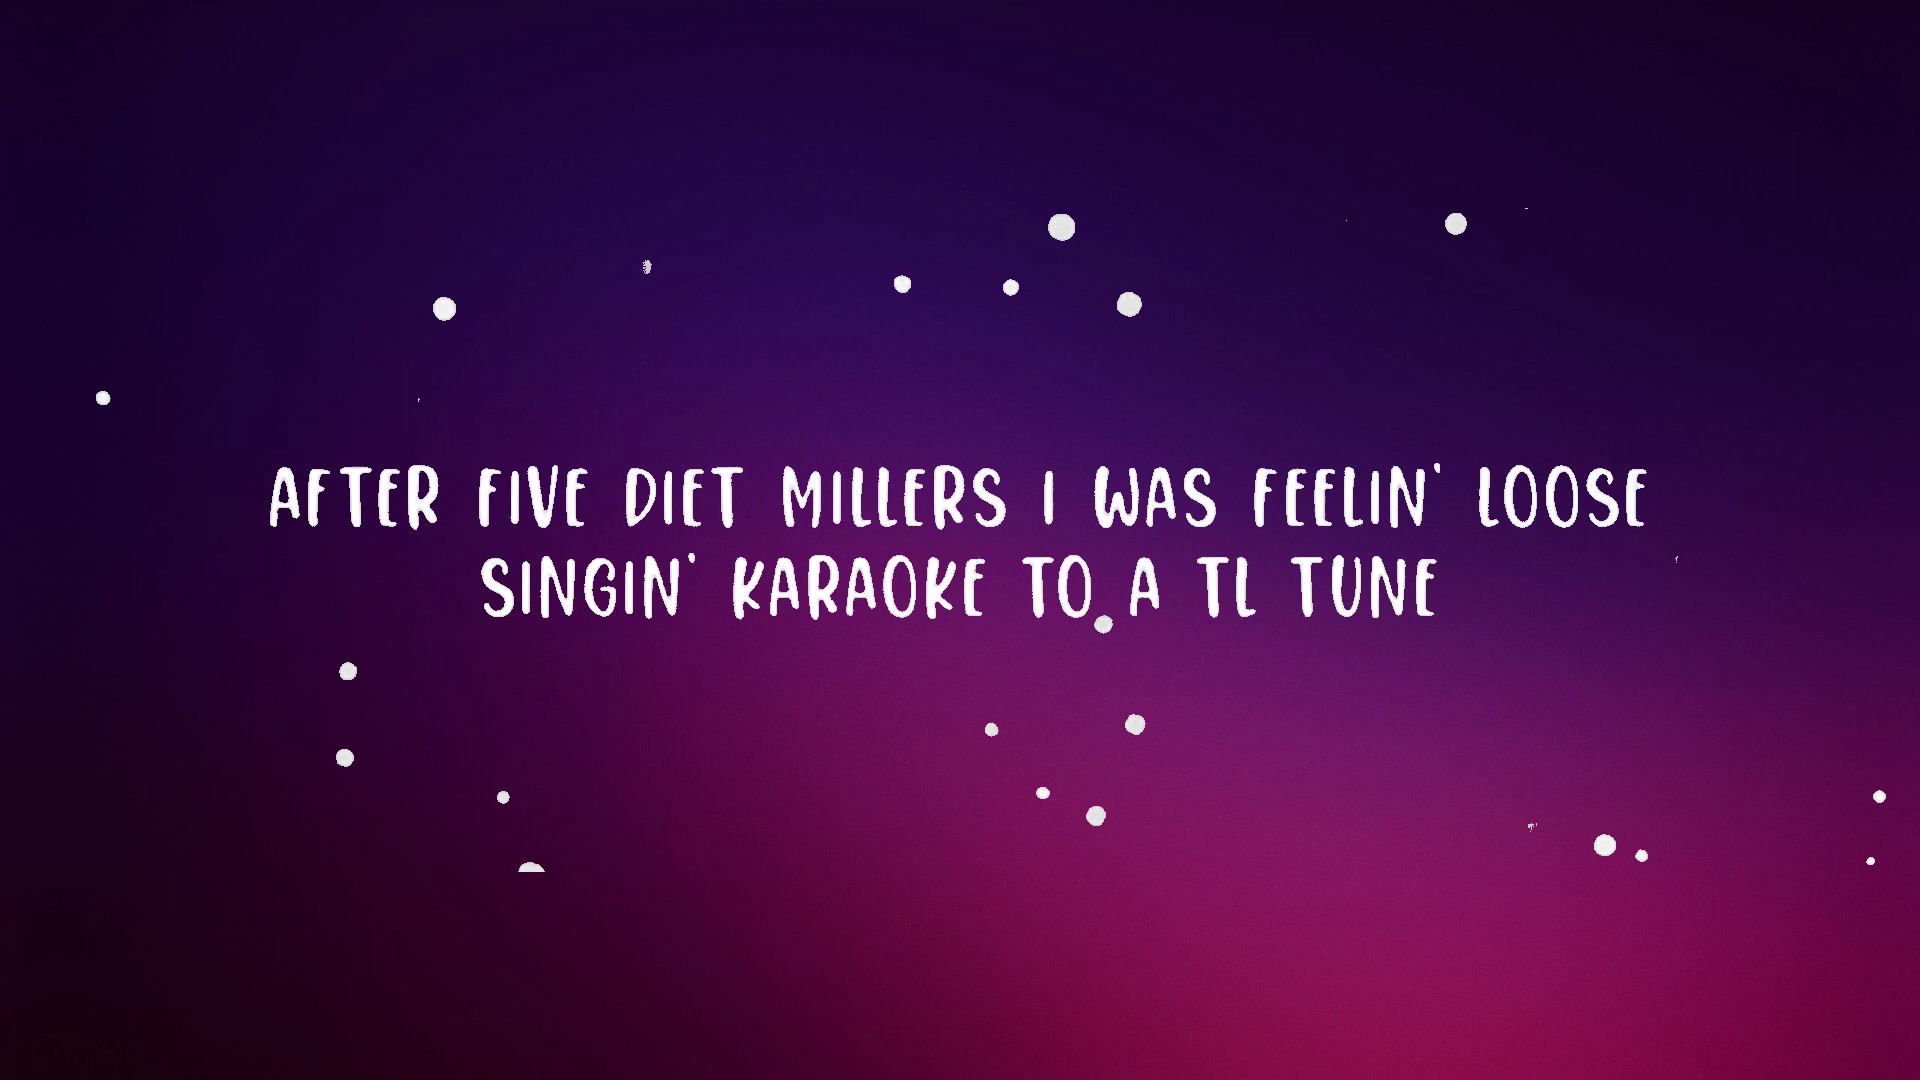 AFTER FIVE DIET MILLERS I WAS FEELIN' LOOSE
SINGIN' KARAOKE TO A TL TUNE